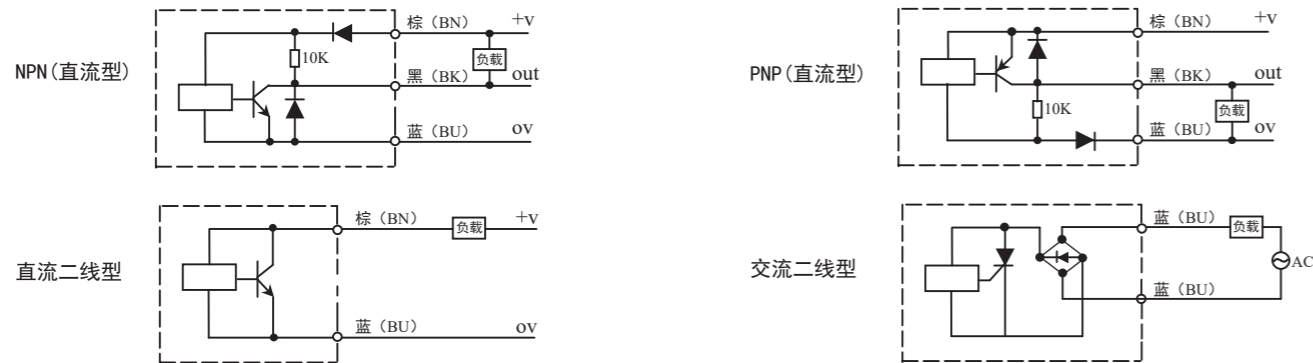 NPN(直流型)
棕（BN）
+v
10K
负载
黑（BK）
out
蓝（BU）
ov
PNP(直流型)
棕（BN）
+v
黑（BK）
out
10K
负载
蓝（BU）
ov
直流二线型
棕（BN）
负载
+v
蓝（BU）
ov
交流二线型
蓝（BU）
负载
AC
蓝（BU）